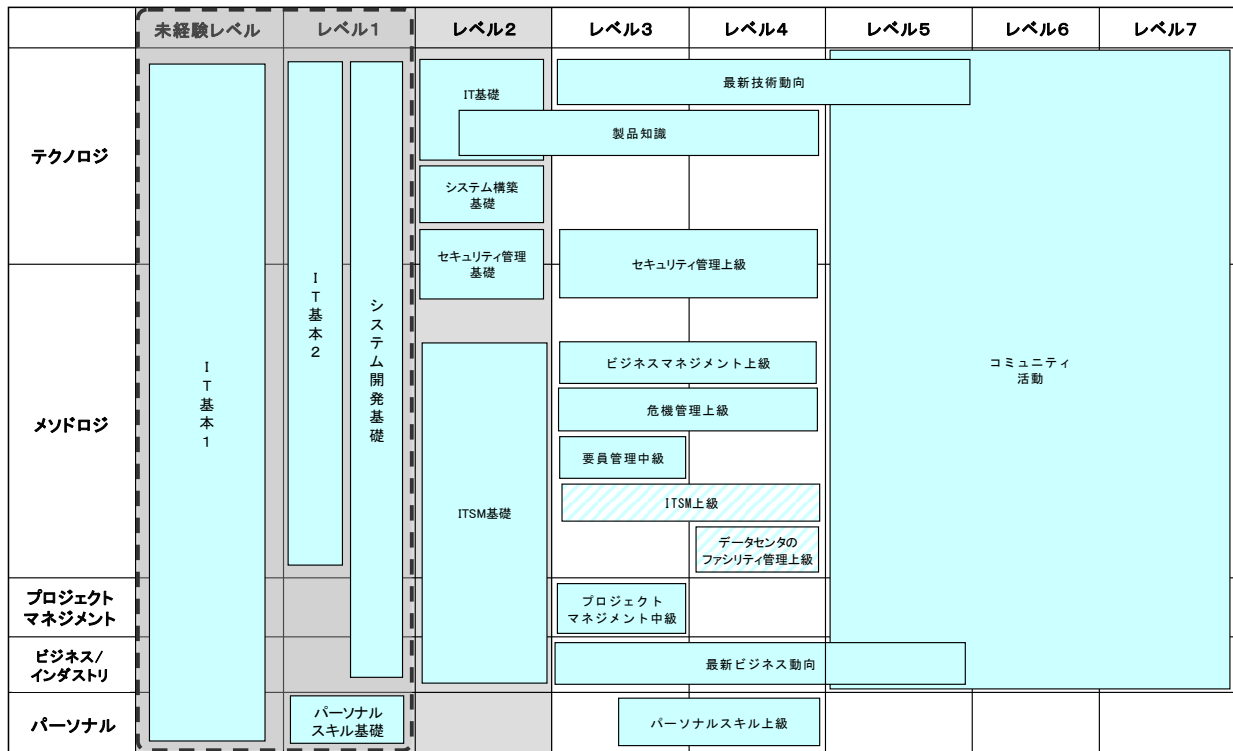 未経験レベル
レベル1
レベル2
レベル3
レベル4
レベル5
レベル6
レベル7
テクノロジ
メソドロジ
プロジェクト
マネジメント
ビジネス/
インダストリ
パーソナル
IT基本1
IT基本2
システム開発基礎
パーソナル
スキル基礎
IT基礎
製品知識
システム構築
基礎
セキュリティ管理
基礎
ITSM基礎
最新技術動向
セキュリティ管理上級
ビジネスマネジメント上級
危機管理上級
要員管理中級
ITSM上級
データセンタの
ファシリティ管理上級
プロジェクト
マネジメント中級
最新ビジネス動向
パーソナルスキル上級
コミュニティ
活動